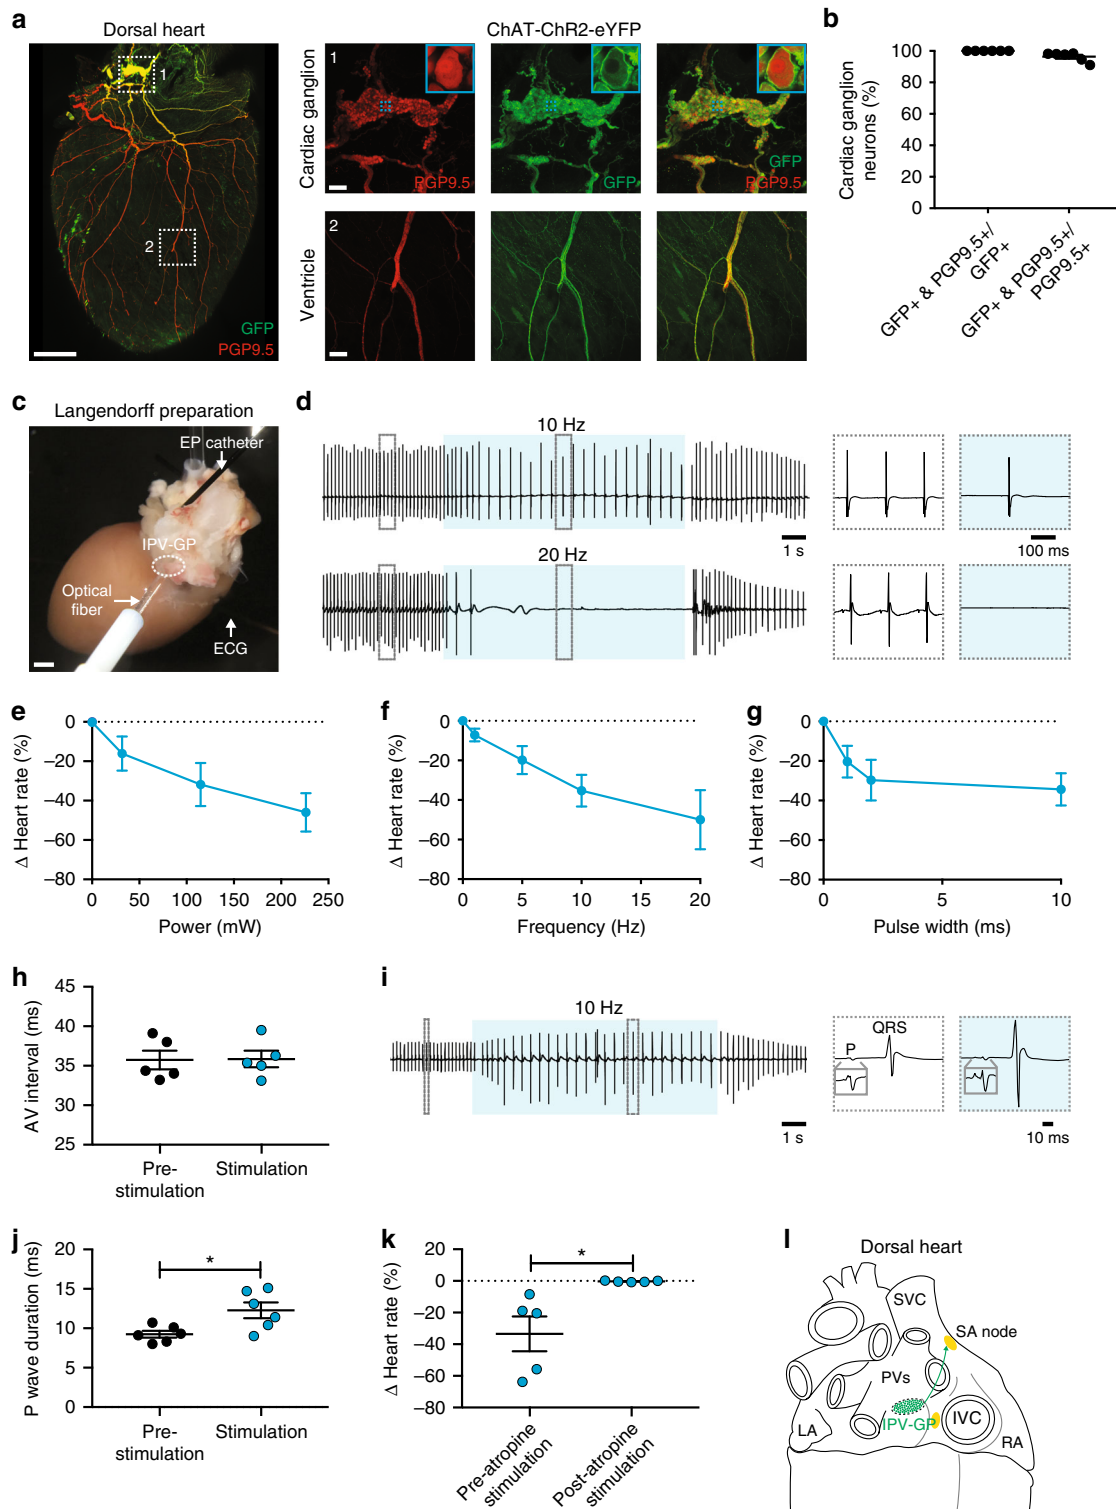 a
Dorsal heart
1
2
GFP
PGP9.5
ChAT-ChR2-eYFP
Cardiac ganglion
1
PGP9.5
GFP
GFP
PGP9.5
Ventricle
2
b
Cardiac ganglion
neurons (%)
100
80
60
40
20
0
GFP+ & PGP9.5+/
GFP+
GFP+ & PGP9.5+/
PGP9.5+
c
Langendorff preparation
EP catheter
IPV-GP
Optical
fiber
ECG
d
10 Hz
1 s
100 ms
20 Hz
e
Δ Heart rate (%)
0
−20
−40
−60
−80
0 50 100 150 200 250
Power (mW)
f
Δ Heart rate (%)
0
−20
−40
−60
−80
0 5 10 15 20
Frequency (Hz)
g
Δ Heart rate (%)
0
−20
−40
−60
−80
0 5 10
Pulse width (ms)
h
AV interval (ms)
45
40
35
30
25
Pre-
stimulation
Stimulation
i
10 Hz
1 s
P
QRS
10 ms
j
P wave duration (ms)
20
15
10
5
0
*
Pre-
stimulation
Stimulation
k
Δ Heart rate (%)
20
0
−20
−40
−60
−80
*
Pre-atropine
stimulation
Post-atropine
stimulation
l
Dorsal heart
SVC
SA node
PVs
IPV-GP
IVC
LA
RA